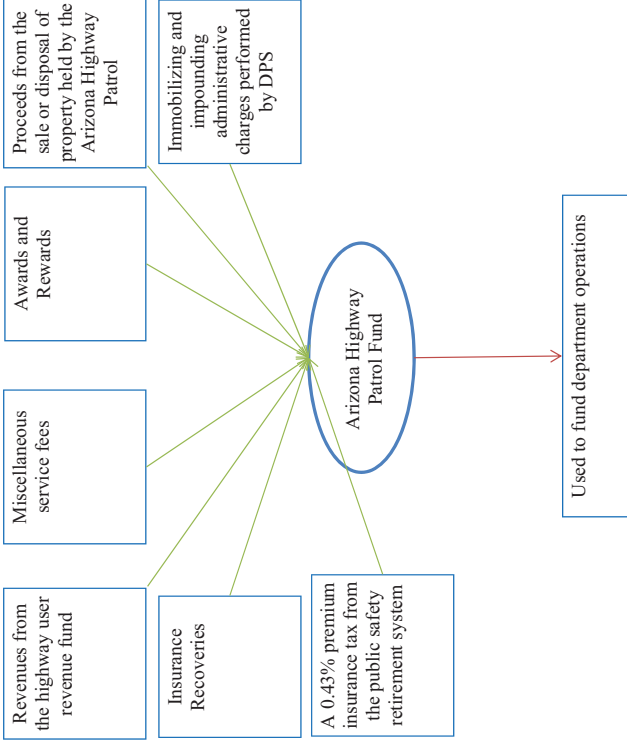 Revenues from
the highway user
revenue fund
Miscellaneous
service fees
Awards and
Rewards
Proceeds from the
sale or disposal of
property held by the
Arizona Highway
Patrol
Insurance
Recoveries
Immobilizing and
impounding
administrative
charges performed
by DPS
A 0.43% premium
insurance tax from
the public safety
retirement system
Arizona Highway
Patrol Fund
Used to fund department operations